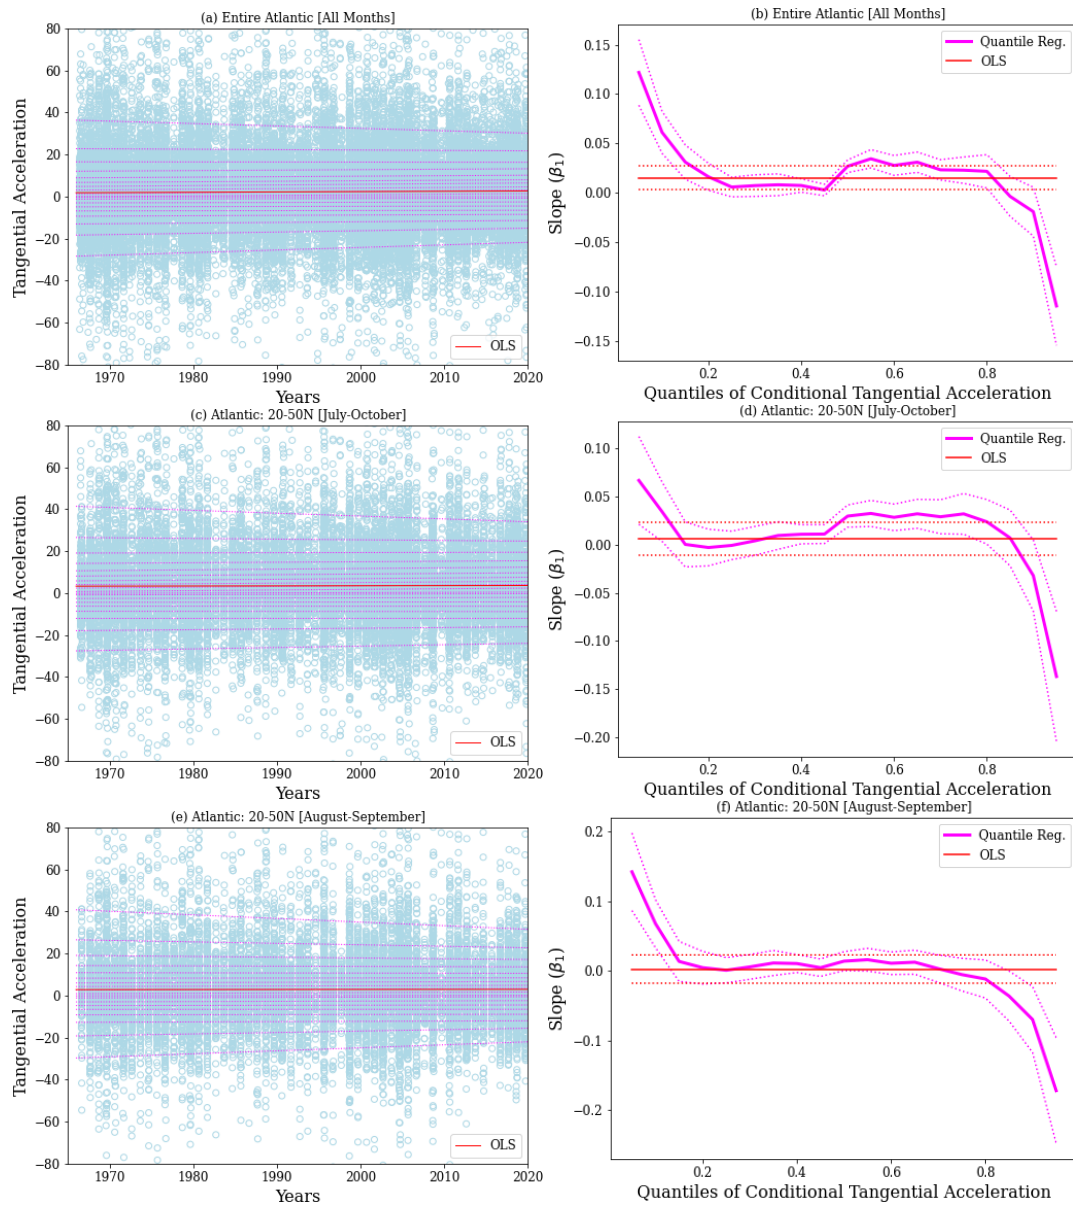 (a) Entire Atlantic [All Months]
80
60
40
20
0
−20
−40
−60
−80
Tangential Acceleration
OLS
1970
1980
1990
2000
2010
2020
Years
(b) Entire Atlantic [All Months]
0.15
0.10
0.05
0.00
−0.05
−0.10
−0.15
Slope (β₁)
Quantile Reg.
OLS
0.2
0.4
0.6
0.8
Quantiles of Conditional Tangential Acceleration
(c) Atlantic: 20-50N [July-October]
80
60
40
20
0
−20
−40
−60
−80
Tangential Acceleration
OLS
1970
1980
1990
2000
2010
2020
Years
(d) Atlantic: 20-50N [July-October]
0.10
0.05
0.00
−0.05
−0.10
−0.15
−0.20
Slope (β₁)
Quantile Reg.
OLS
0.2
0.4
0.6
0.8
Quantiles of Conditional Tangential Acceleration
(e) Atlantic: 20-50N [August-September]
80
60
40
20
0
−20
−40
−60
−80
Tangential Acceleration
OLS
1970
1980
1990
2000
2010
2020
Years
(f) Atlantic: 20-50N [August-September]
0.2
0.1
0.0
−0.1
−0.2
Slope (β₁)
Quantile Reg.
OLS
0.2
0.4
0.6
0.8
Quantiles of Conditional Tangential Acceleration